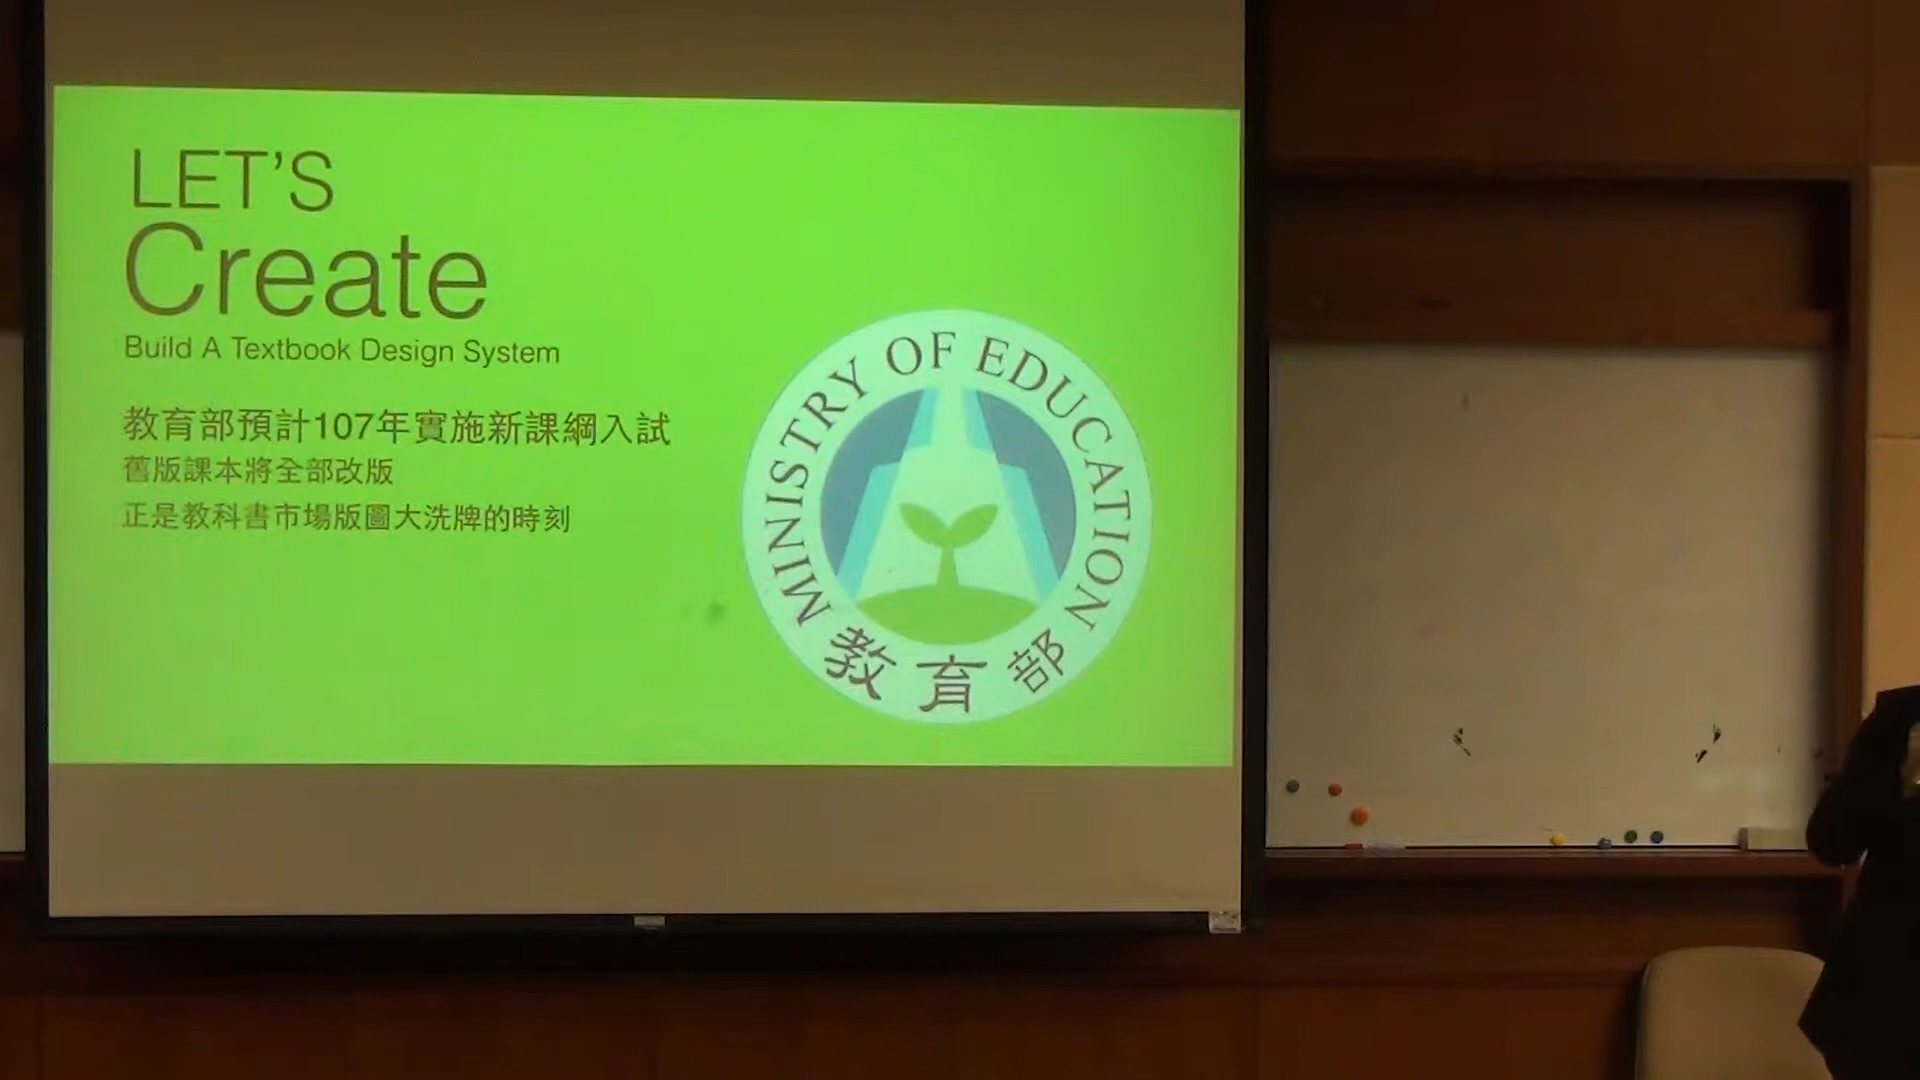 LET'S
Create
Build A Textbook Design System
教育部預計107年實施新課綱入試
舊版課本將全部改版
正是教科書市場版圖大洗牌的時刻
MINISTRY OF EDUCATION
教育部